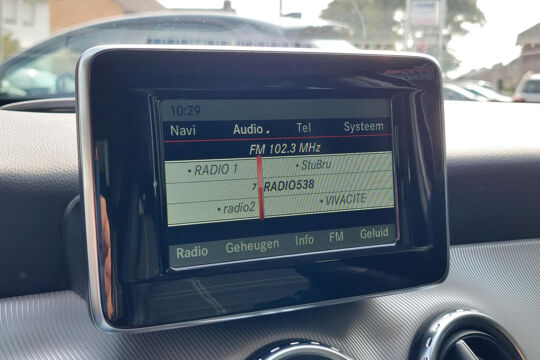 10:29
Navi Audio Tel Systeem
FM 102.3 MHz
• RADIO 1 • StuBru
7 RADIO538
• radio2 • VIVACITE
Radio Geheugen Info FM Geluid